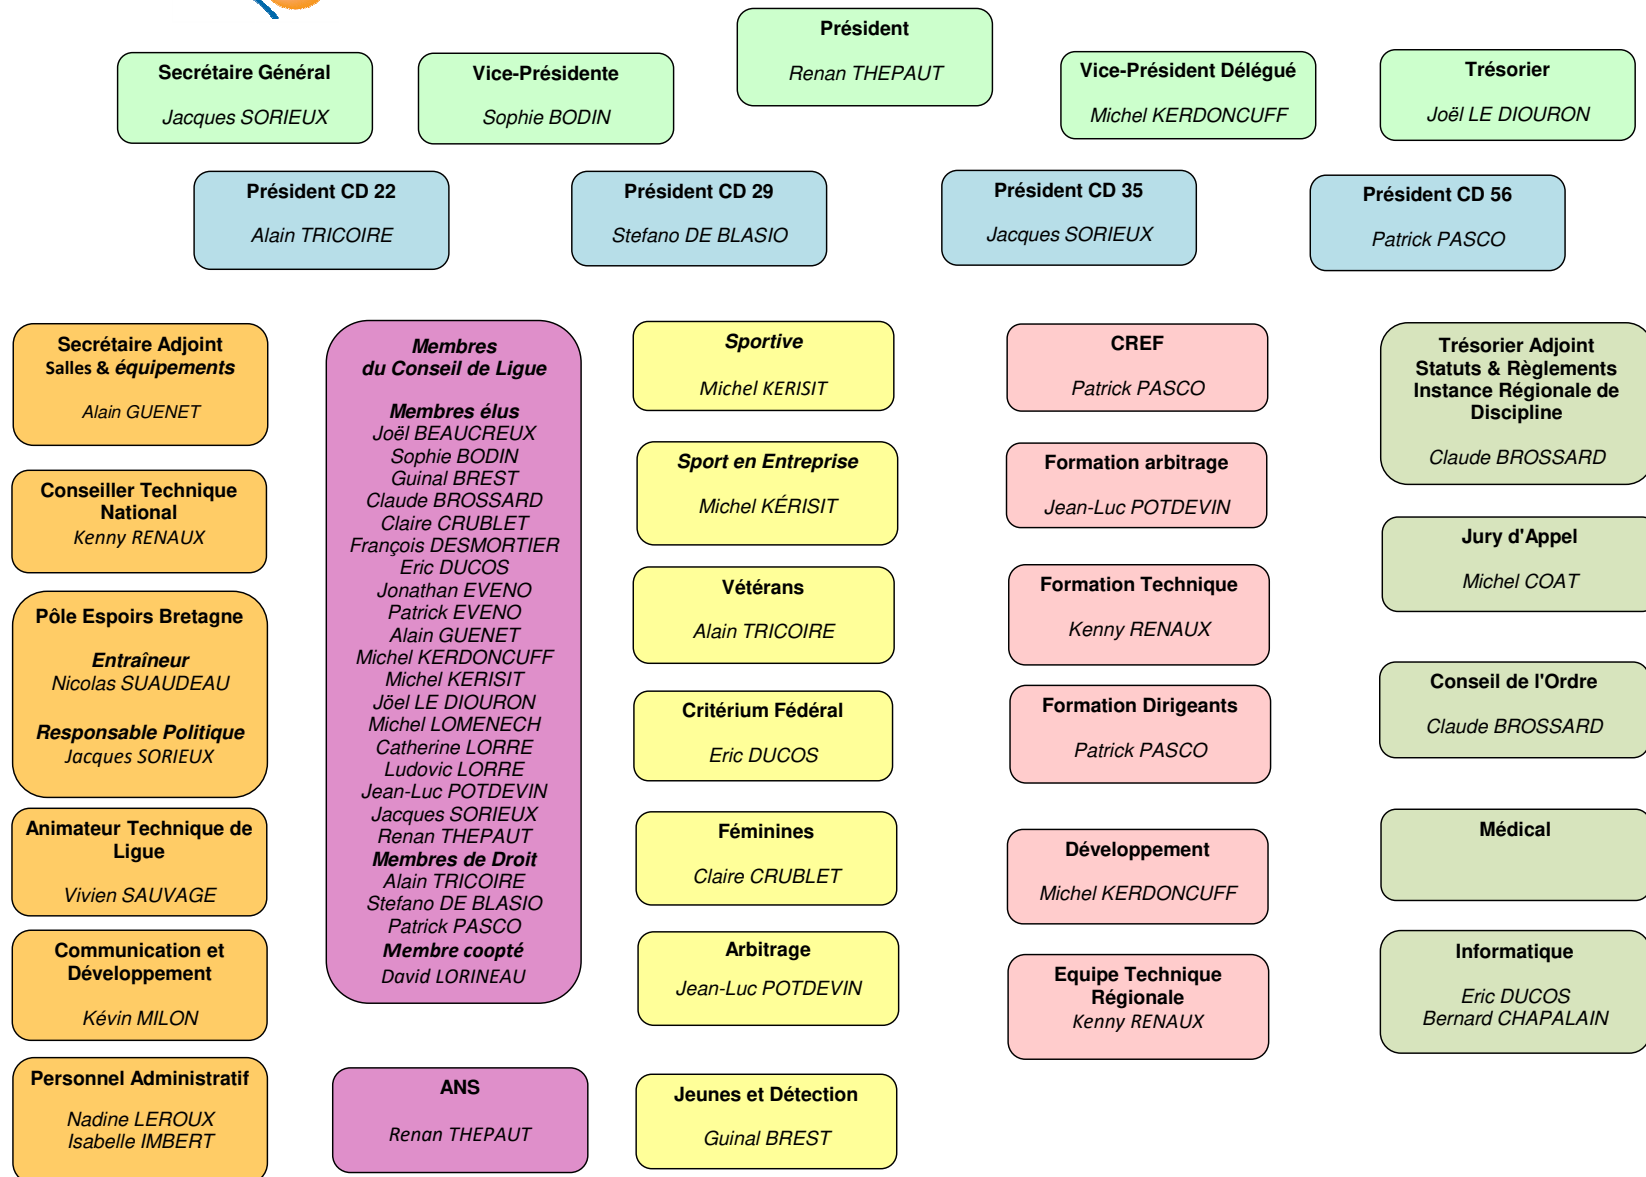 Président
Renan THEPAUT
Secrétaire Général
Jacques SORIEUX
Vice-Présidente
Sophie BODIN
Vice-Président Délégué
Michel KERDONCUFF
Trésorier
Joël LE DIOURON
Président CD 22
Alain TRICOIRE
Président CD 29
Stefano DE BLASIO
Président CD 35
Jacques SORIEUX
Président CD 56
Patrick PASCO
Secrétaire Adjoint
Salles & équipements
Alain GUENET
Conseiller Technique
National
Kenny RENAUX
Pôle Espoirs Bretagne
Entraîneur
Nicolas SUAUDEAU
Responsable Politique
Jacques SORIEUX
Animateur Technique de
Ligue
Vivien SAUVAGE
Communication et
Développement
Kévin MILON
Personnel Administratif
Nadine LEROUX
Isabelle IMBERT
Membres
du Conseil de Ligue
Membres élus
Joël BEAUCREUX
Sophie BODIN
Guinal BREST
Claude BROSSARD
Claire CRUBLET
François DESMORTIER
Eric DUCOS
Jonathan EVENO
Patrick EVENO
Alain GUENET
Michel KERDONCUFF
Michel KERISIT
Jöel LE DIOURON
Michel LOMENECH
Catherine LORRE
Ludovic LORRE
Jean-Luc POTDEVIN
Jacques SORIEUX
Renan THEPAUT
Membres de Droit
Alain TRICOIRE
Stefano DE BLASIO
Patrick PASCO
Membre coopté
David LORINEAU
ANS
Renan THEPAUT
Sportive
Michel KERISIT
Sport en Entreprise
Michel KÉRISIT
Vétérans
Alain TRICOIRE
Critérium Fédéral
Eric DUCOS
Féminines
Claire CRUBLET
Arbitrage
Jean-Luc POTDEVIN
Jeunes et Détection
Guinal BREST
CREF
Patrick PASCO
Formation arbitrage
Jean-Luc POTDEVIN
Formation Technique
Kenny RENAUX
Formation Dirigeants
Patrick PASCO
Développement
Michel KERDONCUFF
Equipe Technique
Régionale
Kenny RENAUX
Trésorier Adjoint
Statuts & Règlements
Instance Régionale de
Discipline
Claude BROSSARD
Jury d'Appel
Michel COAT
Conseil de l'Ordre
Claude BROSSARD
Médical
Informatique
Eric DUCOS
Bernard CHAPALAIN